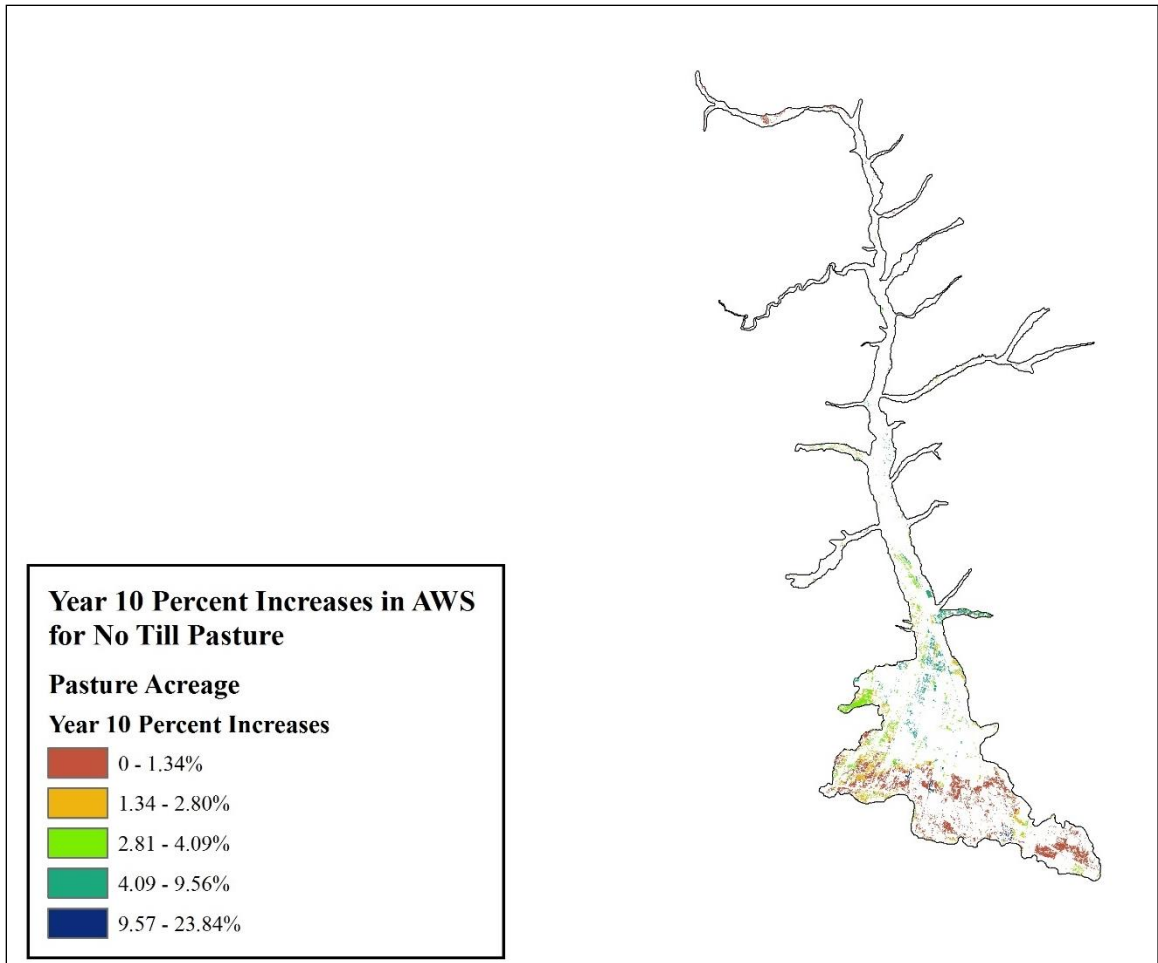 Year 10 Percent Increases in AWS
for No Till Pasture
Pasture Acreage
Year 10 Percent Increases
0 - 1.34%
1.34 - 2.80%
2.81 - 4.09%
4.09 - 9.56%
9.57 - 23.84%